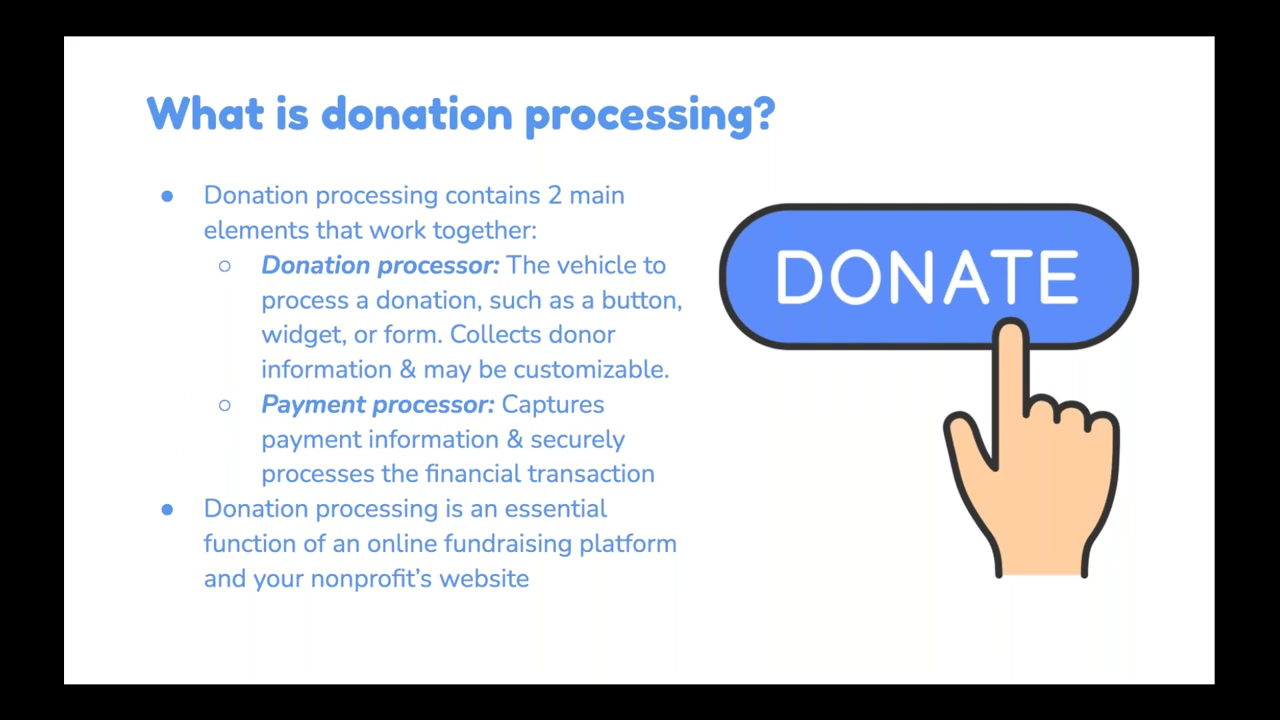 What is donation processing?
● Donation processing contains 2 main
elements that work together:
○ Donation processor: The vehicle to
process a donation, such as a button,
widget, or form. Collects donor
information & may be customizable.
○ Payment processor: Captures
payment information & securely
processes the financial transaction
● Donation processing is an essential
function of an online fundraising platform
and your nonprofit’s website
DONATE